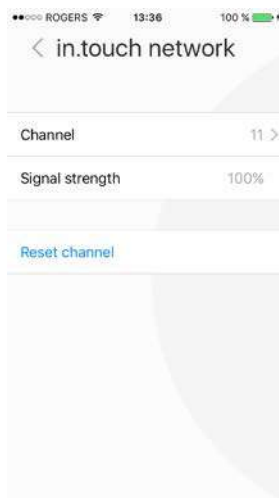 ROGERS 13:36 100 %
< in.touch network
Channel 11 >
Signal strength 100%
Reset channel